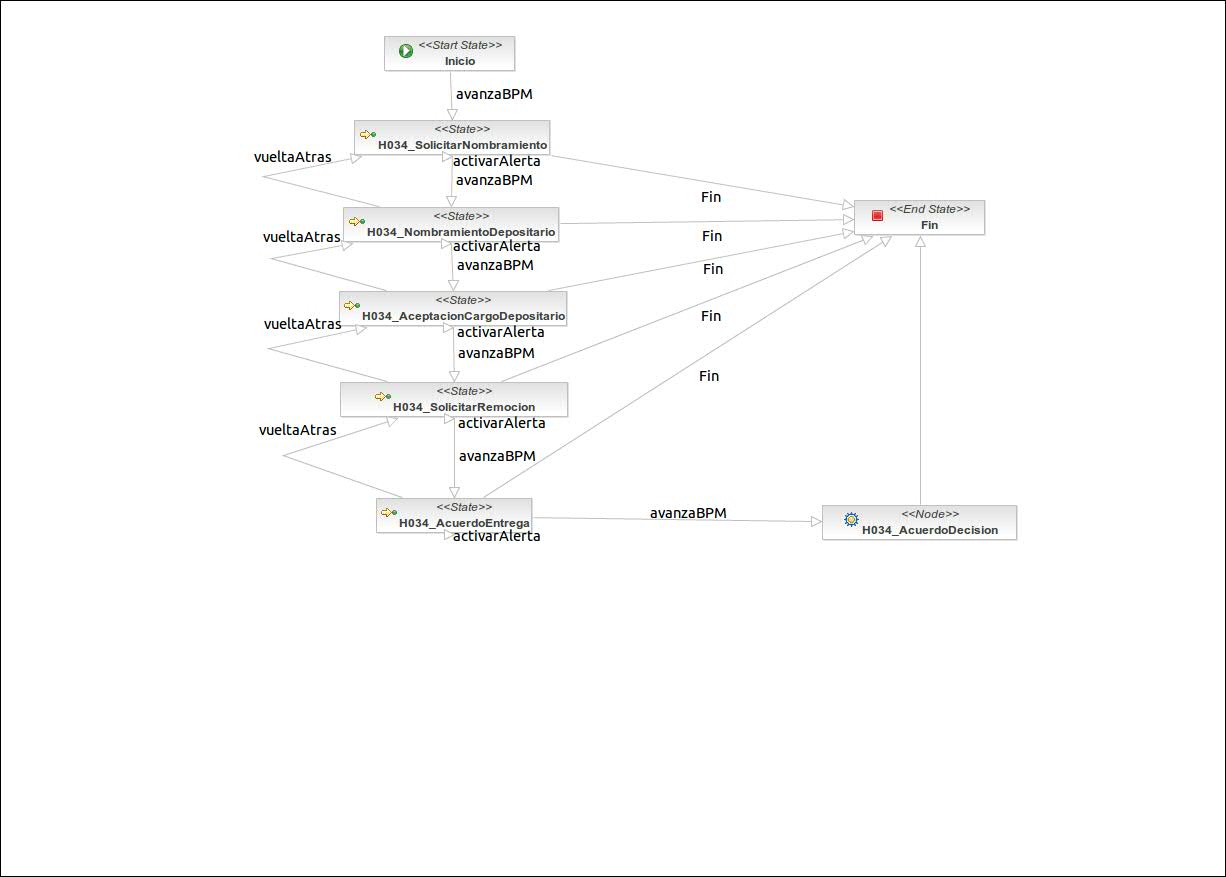 <<Start State>>
Inicio
avanzaBPM
<<State>>
H034_SolicitarNombramiento
vueltaAtras
activarAlerta
avanzaBPM
Fin
<<State>>
H034_NombramientoDepositario
<<End State>>
Fin
vueltaAtras
activarAlerta
Fin
avanzaBPM
Fin
<<State>>
H034_AceptacionCargoDepositario
vueltaAtras
activarAlerta
Fin
avanzaBPM
Fin
<<State>>
H034_SolicitarRemocion
vueltaAtras
activarAlerta
avanzaBPM
<<State>>
H034_AcuerdoEntrega
activarAlerta
avanzaBPM
<<Node>>
H034_AcuerdoDecision